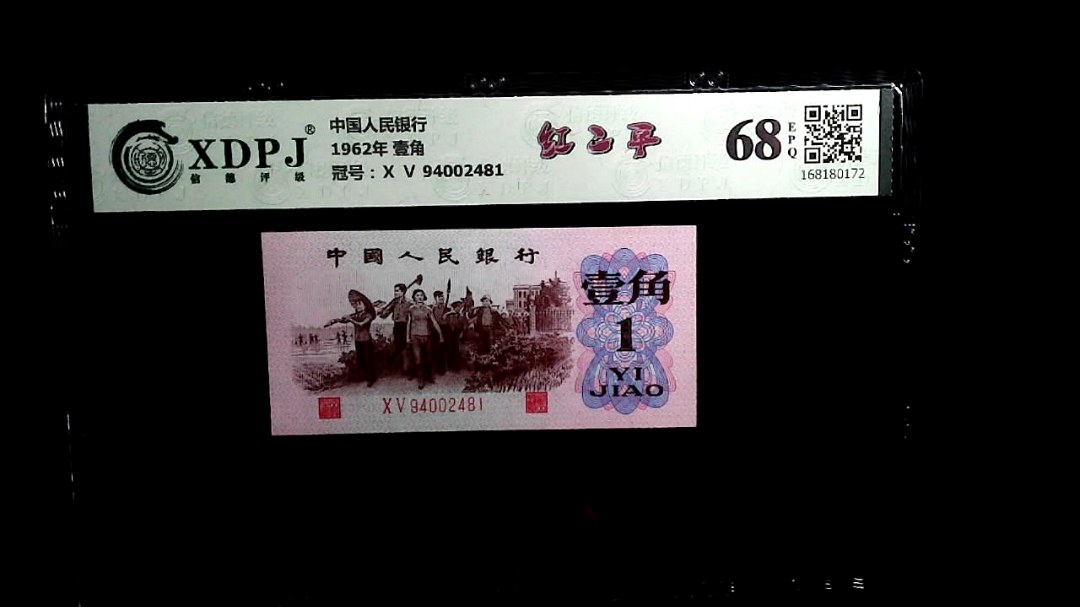 XDPJ®
信德评级
中国人民银行
1962年 壹角
冠号：X V 94002481
红二平
68
EPQ
168180172
中國人民銀行
壹角
1
YI
JIAO
XV94002481